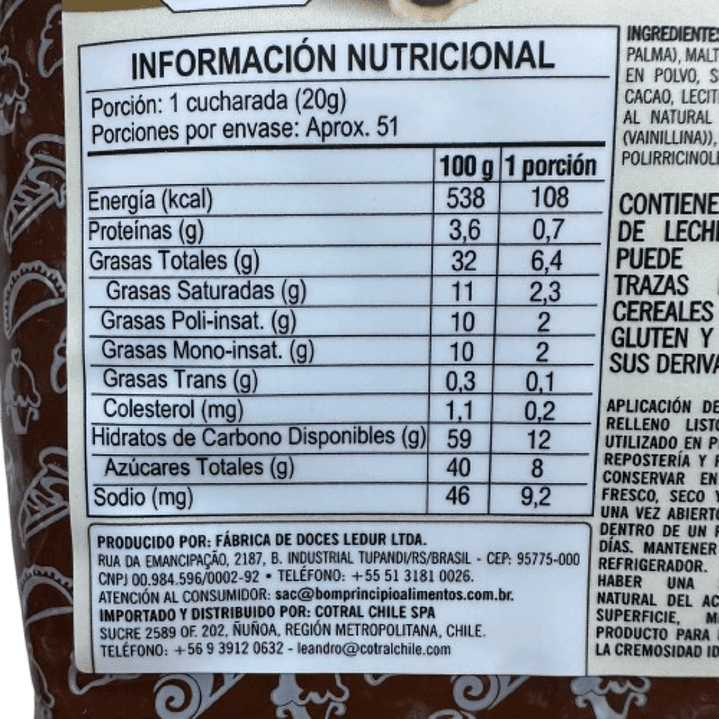 INFORMACIÓN NUTRICIONAL
Porción: 1 cucharada (20g)
Porciones por envase: Aprox. 51
100 g 1 porción
Energía (kcal) 538 108
Proteínas (g) 3,6 0,7
Grasas Totales (g) 32 6,4
Grasas Saturadas (g) 11 2,3
Grasas Poli-insat. (g) 10 2
Grasas Mono-insat. (g) 10 2
Grasas Trans (g) 0,3 0,1
Colesterol (mg) 1,1 0,2
Hidratos de Carbono Disponibles (g) 59 12
Azúcares Totales (g) 40 8
Sodio (mg) 46 9,2
PRODUCIDO POR: FÁBRICA DE DOCES LEDUR LTDA.
RUA DA EMANCIPAÇÃO, 2187, B. INDUSTRIAL TUPANDI/RS/BRASIL - CEP: 95775-000
CNPJ 00.984.596/0002-92 • TELÉFONO: +55 51 3181 0026.
ATENCIÓN AL CONSUMIDOR: sac@bomprincipioalimentos.com.br.
IMPORTADO Y DISTRIBUIDO POR: COTRAL CHILE SPA
SUCRE 2589 OF. 202, ÑUÑOA, REGIÓN METROPOLITANA, CHILE.
TELÉFONO: +56 9 3912 0632 - leandro@cotralchile.com
INGREDIENTES
PALMA), MALT
EN POLVO, S
CACAO, LECIT
AL NATURAL
(VAINILLINA)),
POLIRRICINOL
CONTIENE
DE LECH
PUEDE
TRAZAS
CEREALES
GLUTEN Y
SUS DERIVA
APLICACIÓN DE
RELLENO LISTO
UTILIZADO EN P
REPOSTERÍA Y
CONSERVAR EN
FRESCO, SECO Y
UNA VEZ ABIERTO
DENTRO DE UN
DÍAS. MANTENER
REFRIGERADOR.
HABER UNA
NATURAL DEL AC
SUPERFICIE, M
PRODUCTO PARA
LA CREMOSIDAD ID